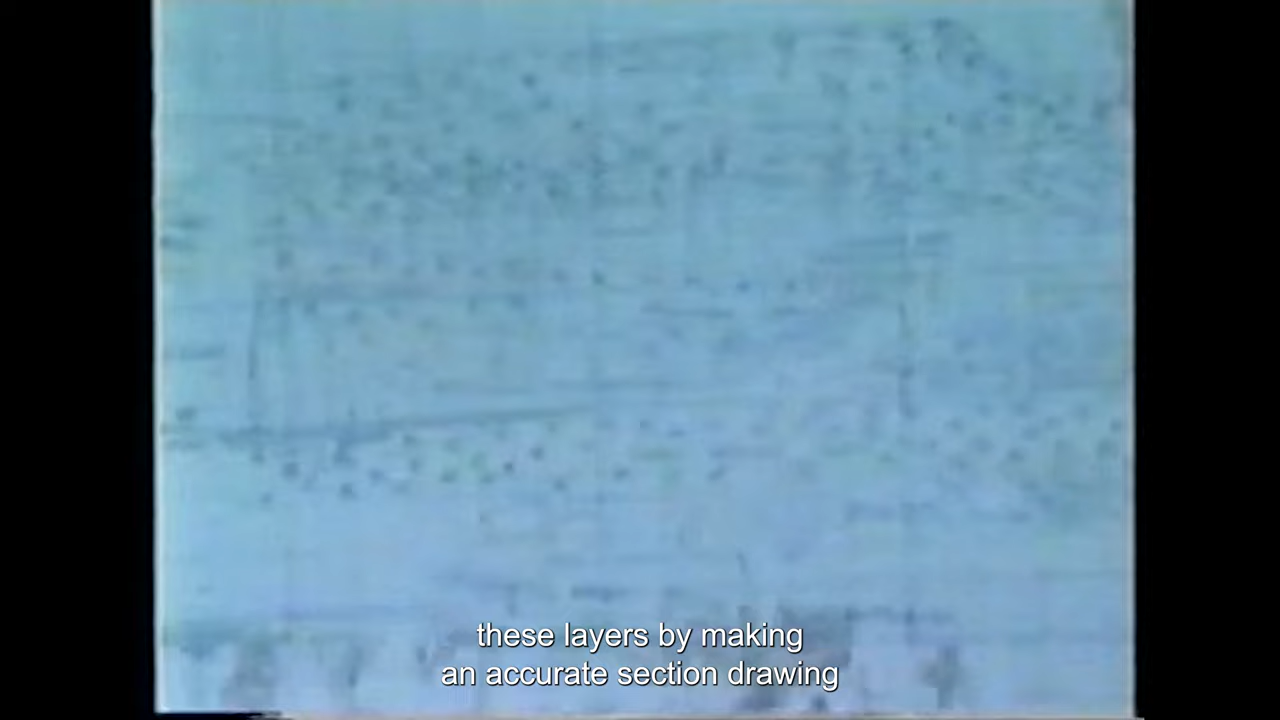 these layers by making
an accurate section drawing